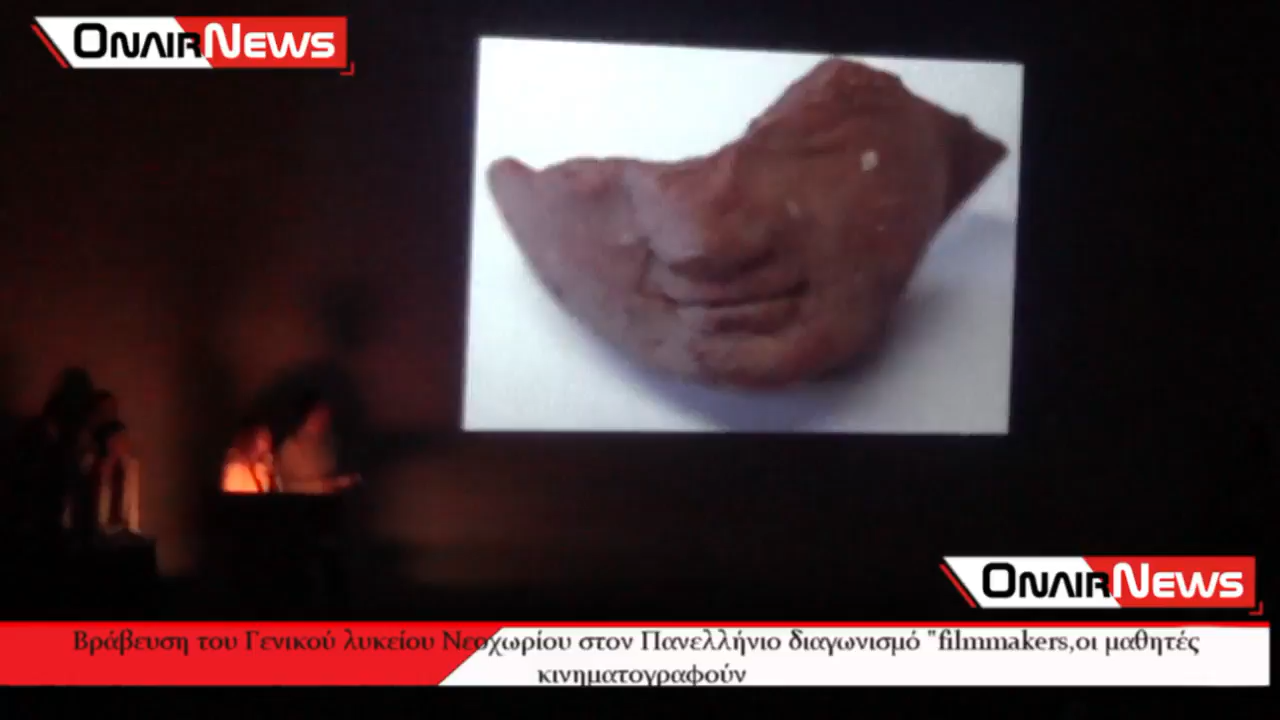 ONAIRNEWS
ONAIRNEWS
Βράβευση του Γενικού λυκείου Νεοχωρίου στον Πανελλήνιο διαγωνισμό "filmmakers,οι μαθητές
κινηματογραφούν